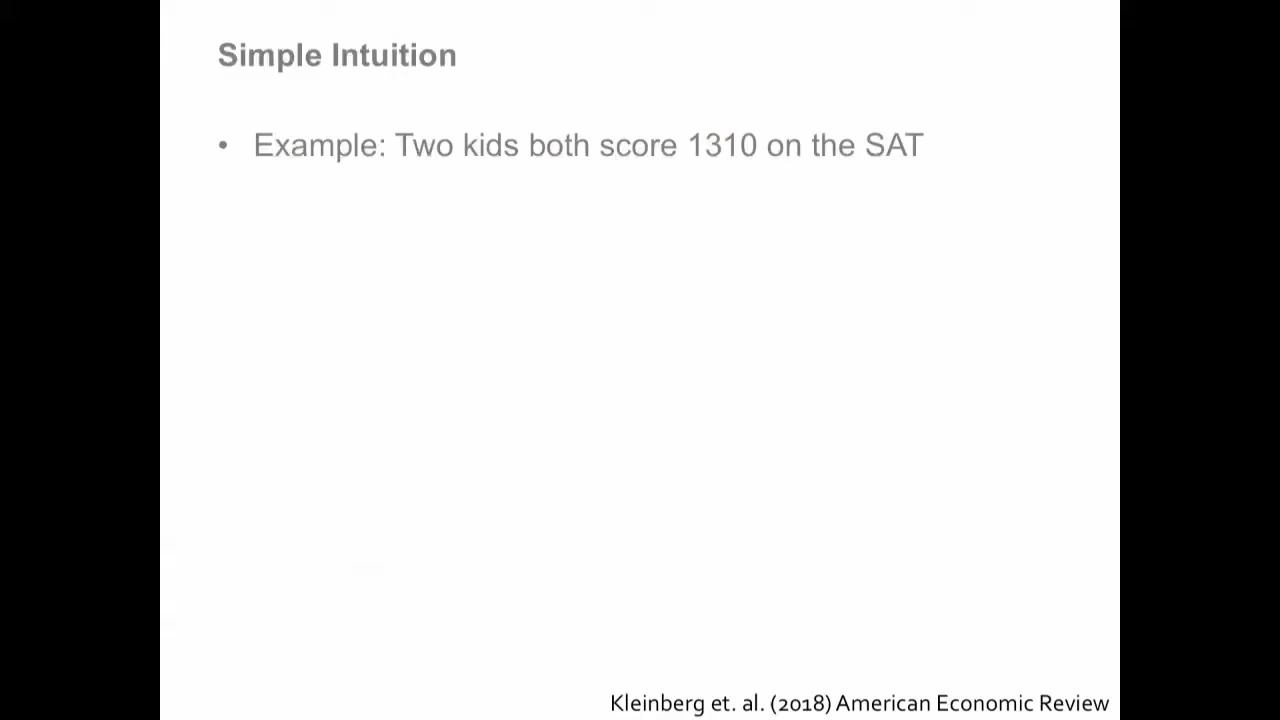 Simple Intuition
• Example: Two kids both score 1310 on the SAT
Kleinberg et. al. (2018) American Economic Review